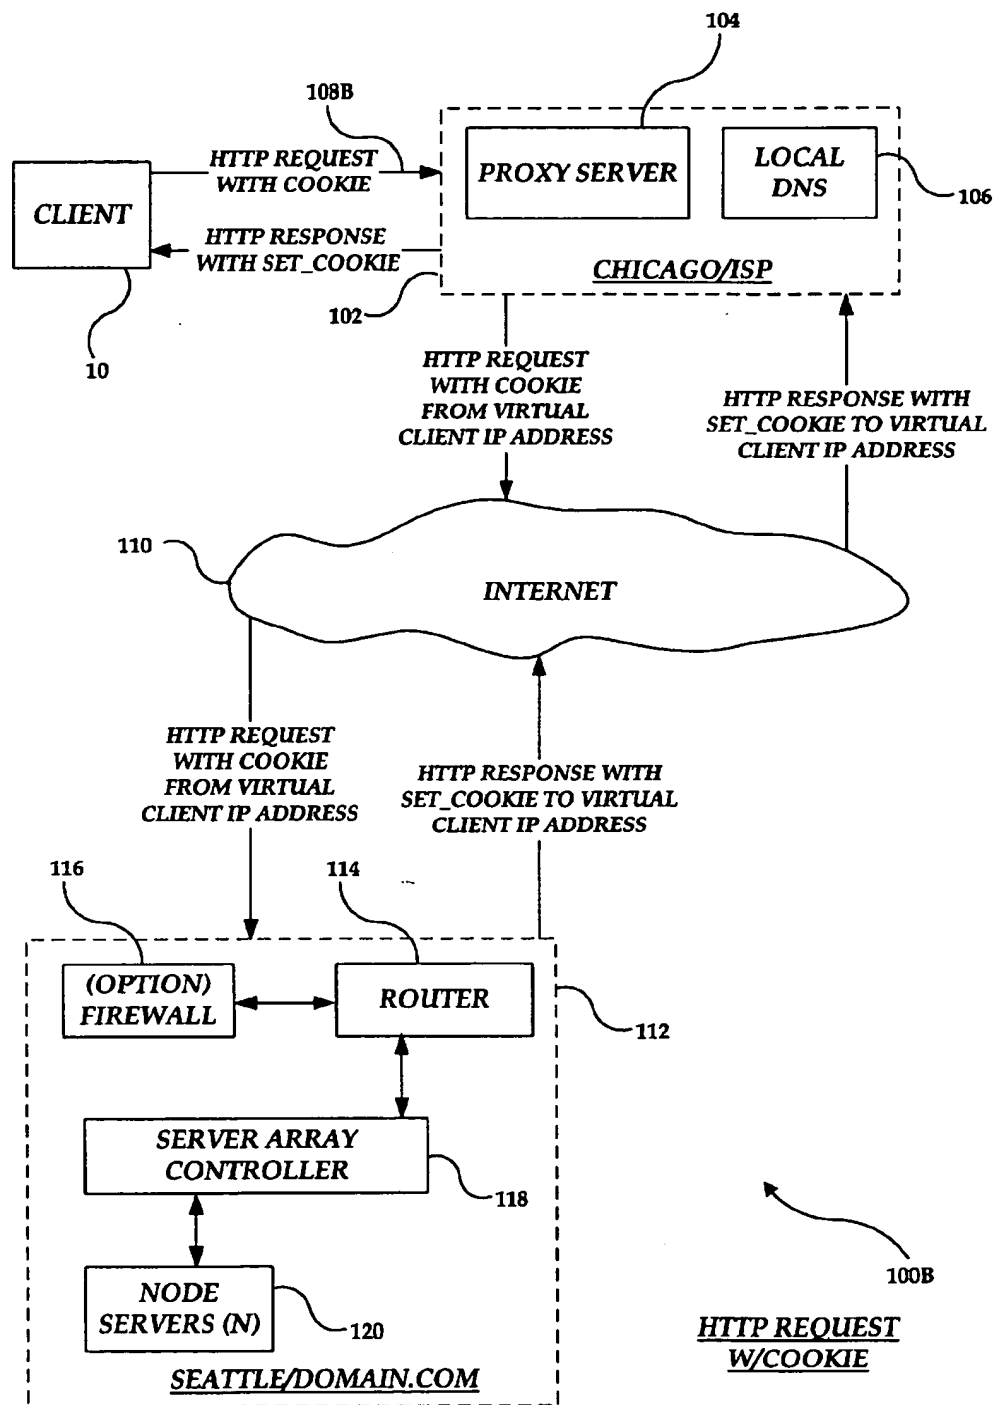 104
108B
HTTP REQUEST
WITH COOKIE
PROXY SERVER
LOCAL
DNS
106
CLIENT
HTTP RESPONSE
WITH SET_COOKIE
CHICAGO/ISP
102
10
HTTP REQUEST
WITH COOKIE
FROM VIRTUAL
CLIENT IP ADDRESS
HTTP RESPONSE WITH
SET_COOKIE TO VIRTUAL
CLIENT IP ADDRESS
110
INTERNET
HTTP REQUEST
WITH COOKIE
FROM VIRTUAL
CLIENT IP ADDRESS
HTTP RESPONSE WITH
SET_COOKIE TO VIRTUAL
CLIENT IP ADDRESS
116
114
(OPTION)
FIREWALL
ROUTER
112
SERVER ARRAY
CONTROLLER
118
NODE
SERVERS (N)
120
100B
SEATTLE/DOMAIN.COM
HTTP REQUEST
W/COOKIE